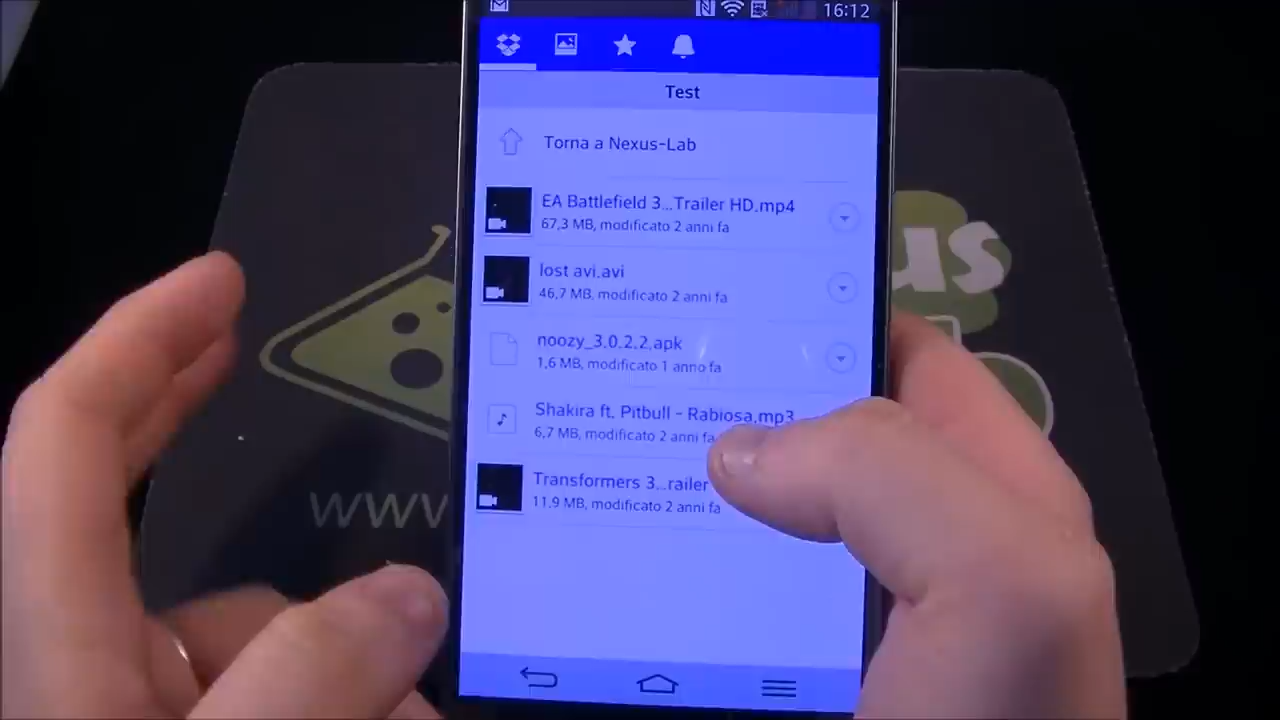 16:12
Test
Torna a Nexus-Lab
EA Battlefield 3...Trailer HD.mp4
67,3 MB, modificato 2 anni fa
lost avi.avi
46,7 MB, modificato 2 anni fa
noozy_3.0.2.2.apk
1,6 MB, modificato 1 anno fa
Shakira ft. Pitbull - Rabiosa.mp3
6,7 MB, modificato 2 anni fa
Transformers 3...railer
11,9 MB, modificato 2 anni fa
us
www